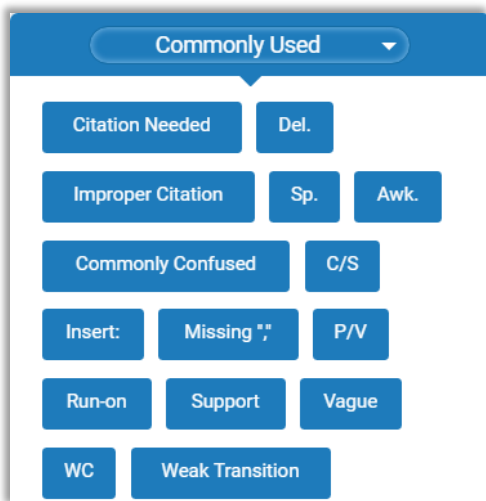 Commonly Used
Citation Needed Del.
Improper Citation Sp. Awk.
Commonly Confused C/S
Insert: Missing "," P/V
Run-on Support Vague
WC Weak Transition